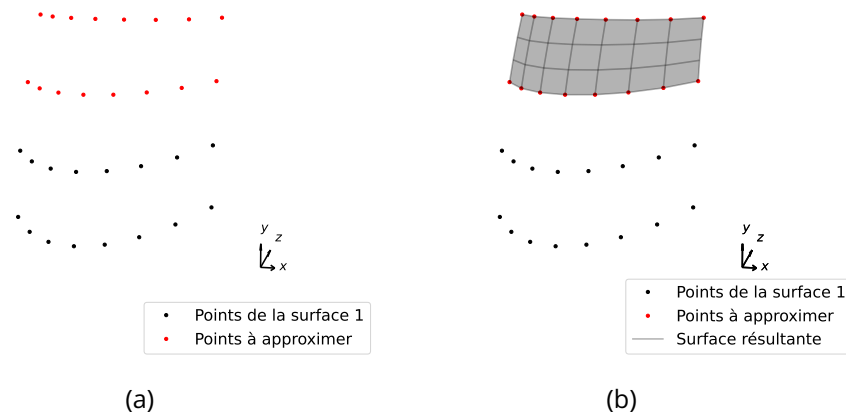 y
z
x
Points de la surface 1
Points à approximer
(a)
y
z
x
Points de la surface 1
Points à approximer
Surface résultante
(b)